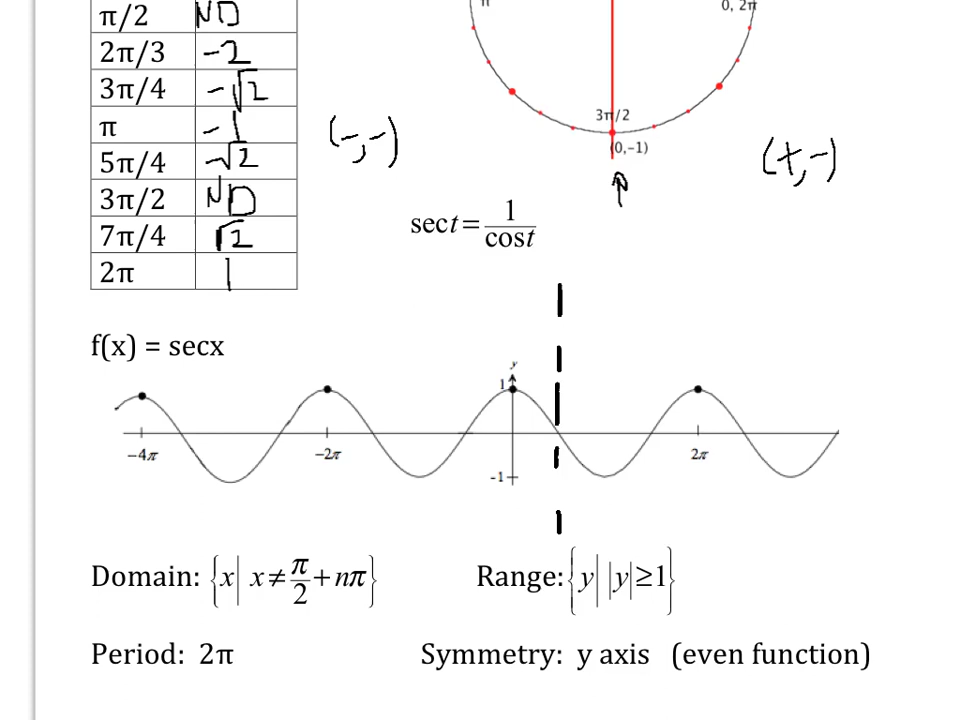 π/2 ND
2π/3 -2
3π/4 -√2
π -1
5π/4 -√2
3π/2 ND
7π/4 √2
2π 1
π
0, 2π
3π/2
(0,-1)
(-,-)
(+,-)
sec t = 1/cos t
f(x) = secx
y
1
-4π -2π 2π
-1
Domain: {x| x≠π/2+nπ} Range: {y| |y|≥1}
Period: 2π Symmetry: y axis (even function)